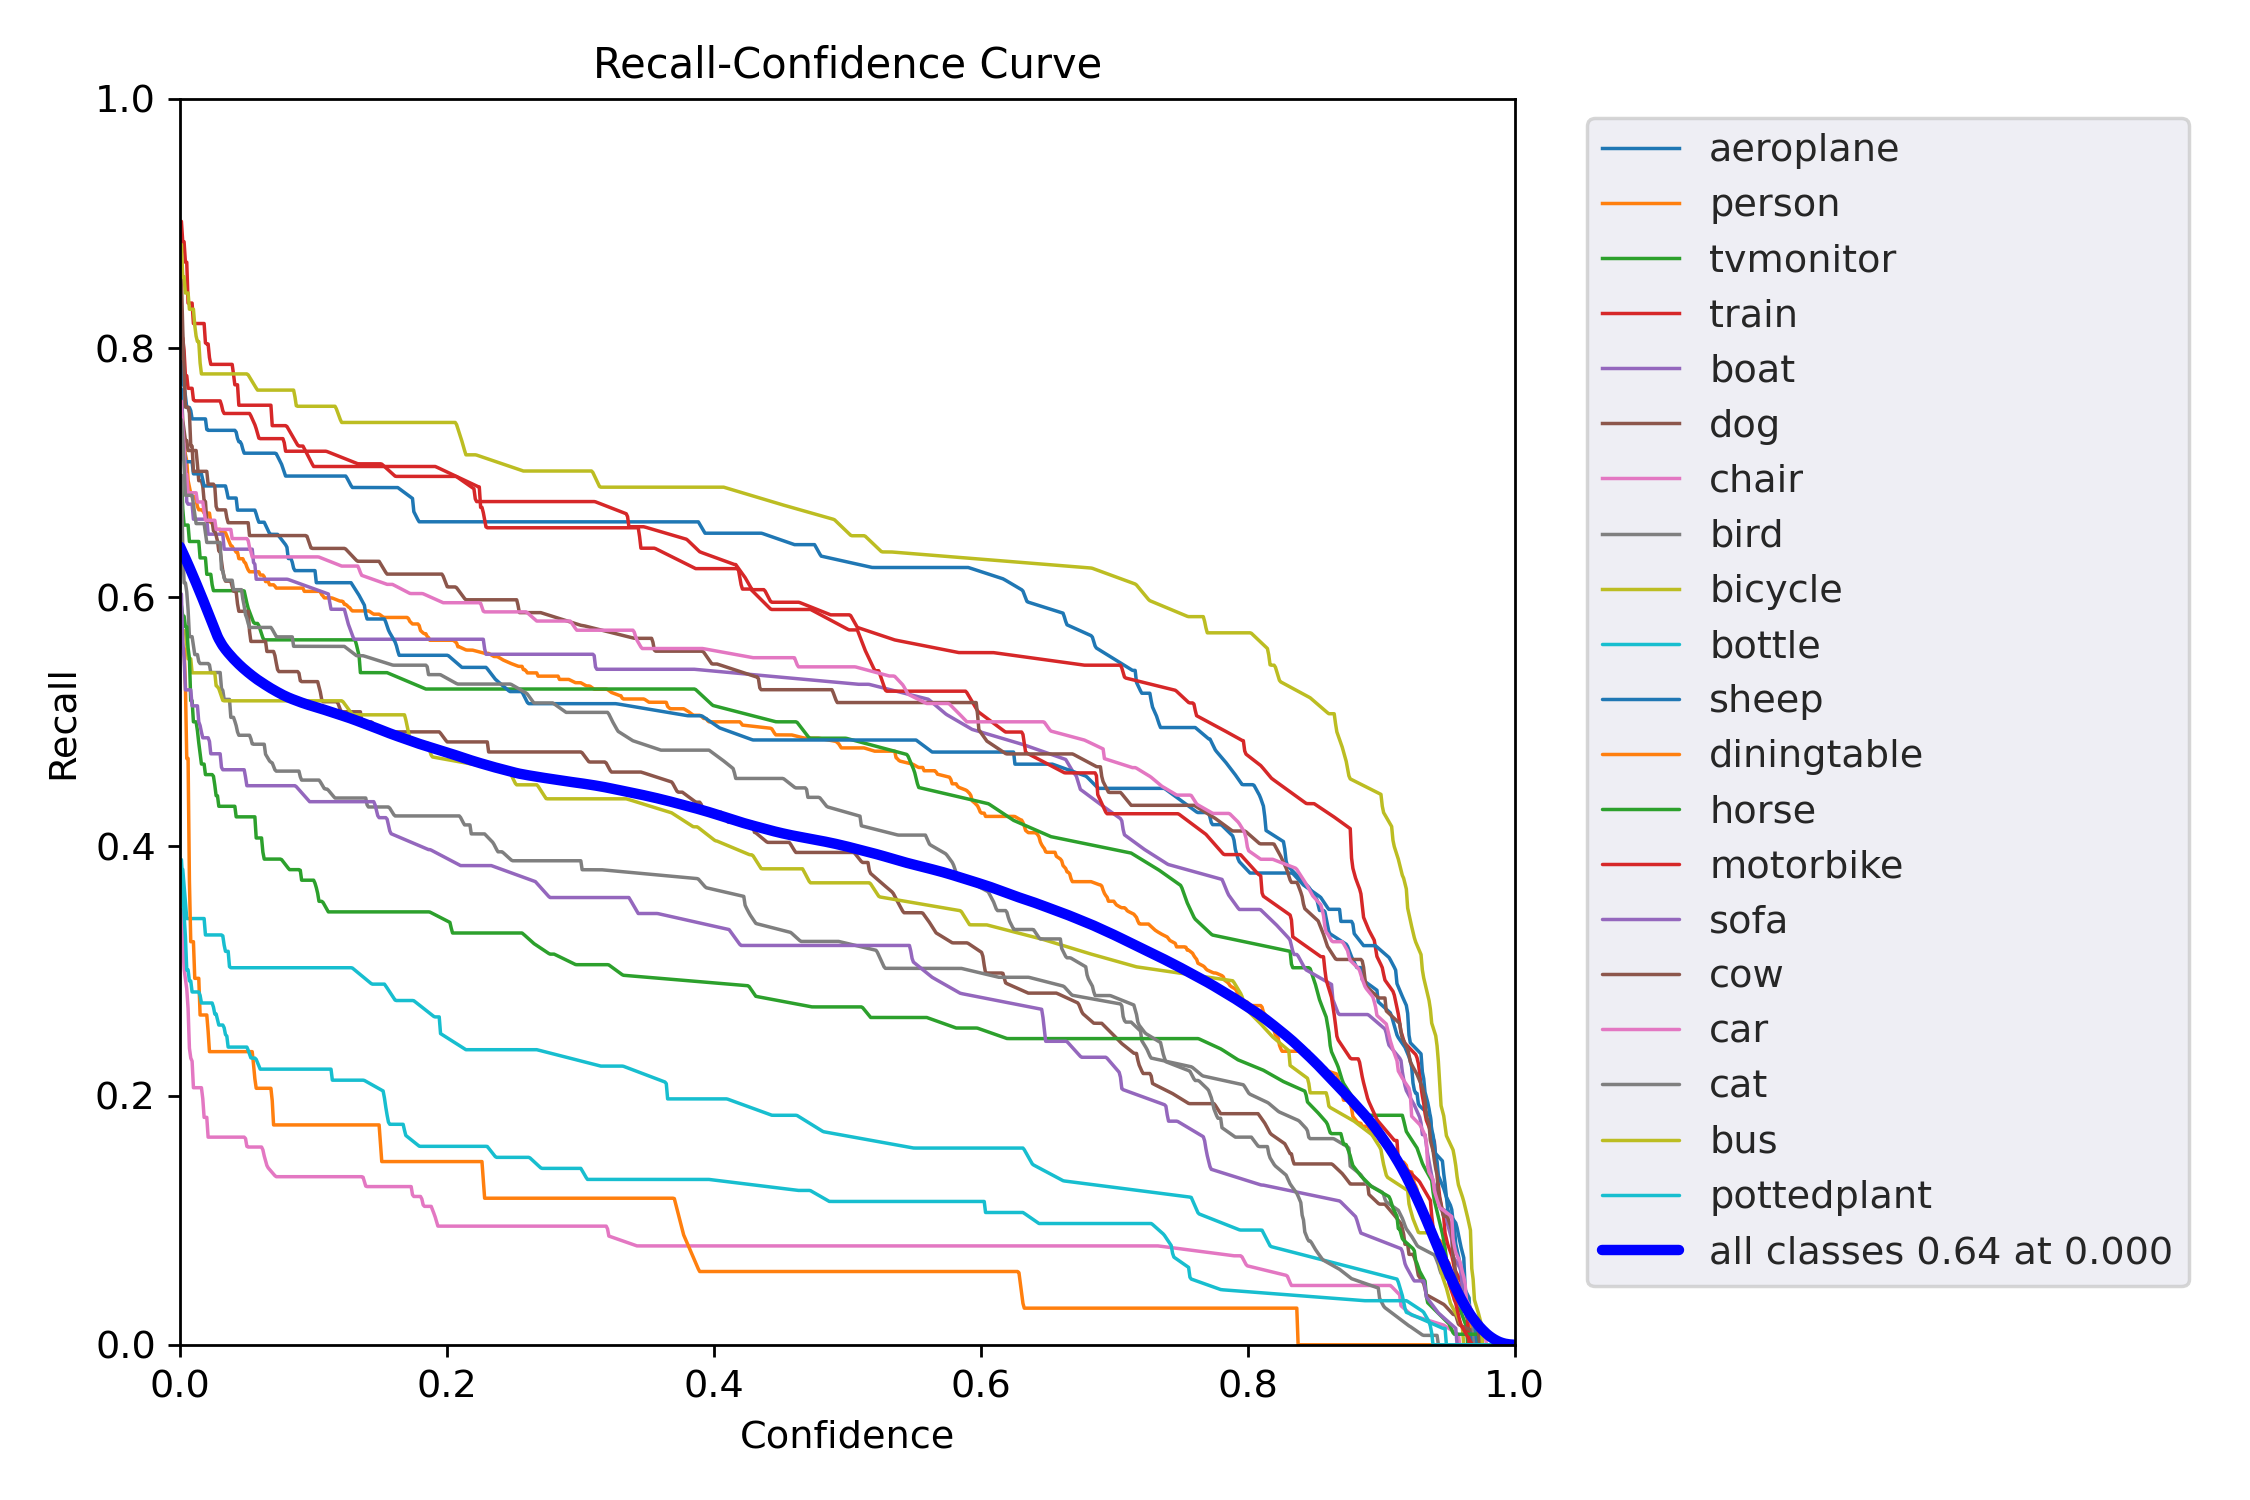 Recall-Confidence Curve
1.0
0.8
0.6
0.4
0.2
0.0
Recall
0.0 0.2 0.4 0.6 0.8 1.0
Confidence
aeroplane
person
tvmonitor
train
boat
dog
chair
bird
bicycle
bottle
sheep
diningtable
horse
motorbike
sofa
cow
car
cat
bus
pottedplant
all classes 0.64 at 0.000